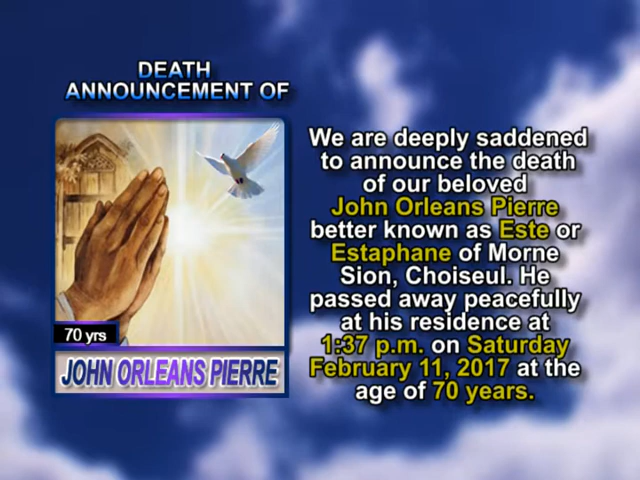 DEATH
ANNOUNCEMENT OF
70 yrs
JOHN ORLEANS PIERRE
We are deeply saddened
to announce the death
of our beloved
John Orleans Pierre
better known as Este or
Estaphane of Morne
Sion, Choiseul. He
passed away peacefully
at his residence at
1:37 p.m. on Saturday
February 11, 2017 at the
age of 70 years.